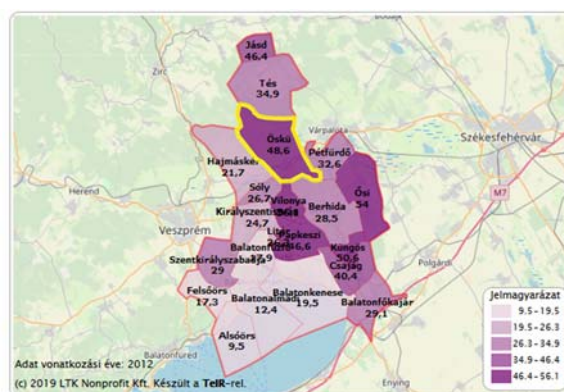 Jásd
46,4
Zirc
Tés
34,9
Öskü
48,6
Várpalota
Székesfehérvár
Pétfürdő
32,6
Hajmáskér
21,7
Herend
Sóly
26,7
Vilonya
Ősi
54
M7
Berhida
28,5
Királyszentistván
24,7
Veszprém
Litér
Papkeszi
46,6
Balatonfűzfő
17,9
Küngös
50,6
Szentkirályszabadja
29
Csajág
40,4
Polgárdi
Felsőörs
17,3
Balatonalmádi
12,4
Balatonkenese
19,5
Balatonfőkajár
29,1
Alsóörs
9,5
Balatonfüred
Enying
Jelmagyarázat
9.5 - 19.5
19.5 - 26.3
26.3 - 34.9
34.9 - 46.4
46.4 - 56.1
Adat vonatkozási éve: 2012
(c) 2019 LTK Nonprofit Kft. Készült a TeIR-rel.